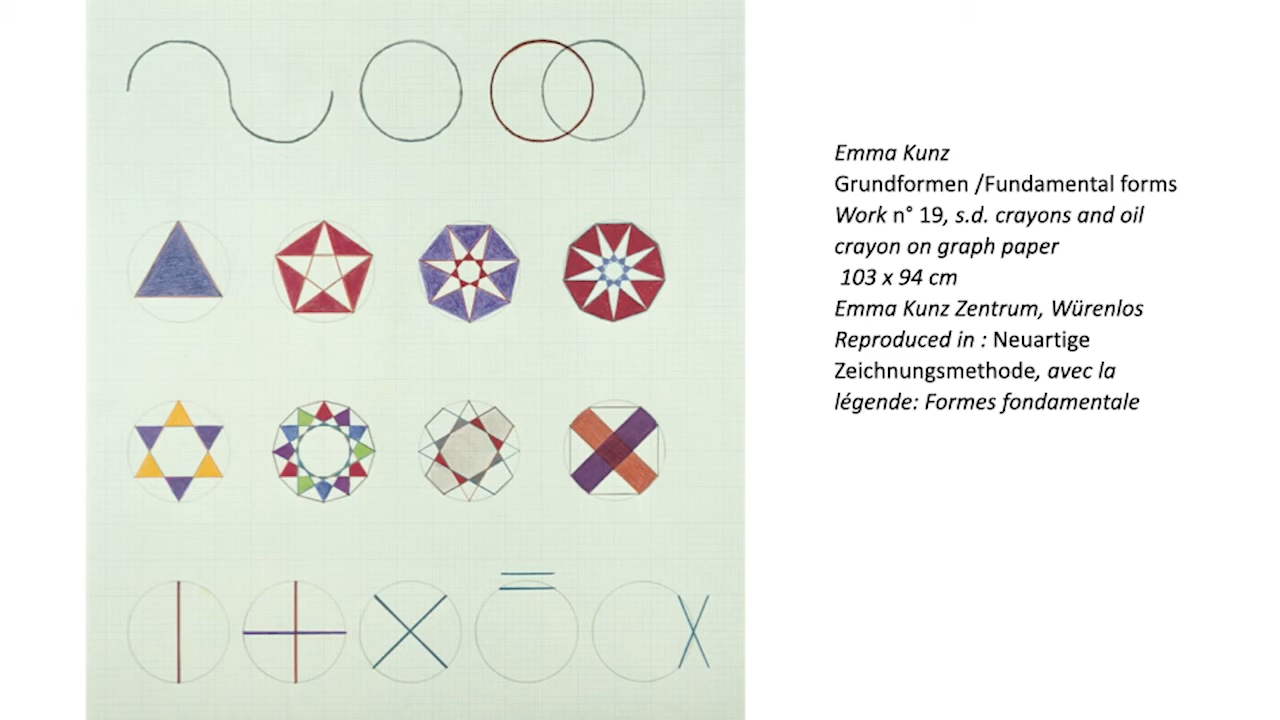 Emma Kunz
Grundformen /Fundamental forms
Work n° 19, s.d. crayons and oil
crayon on graph paper
103 x 94 cm
Emma Kunz Zentrum, Würenlos
Reproduced in : Neuartige
Zeichnungsmethode, avec la
légende: Formes fondamentale